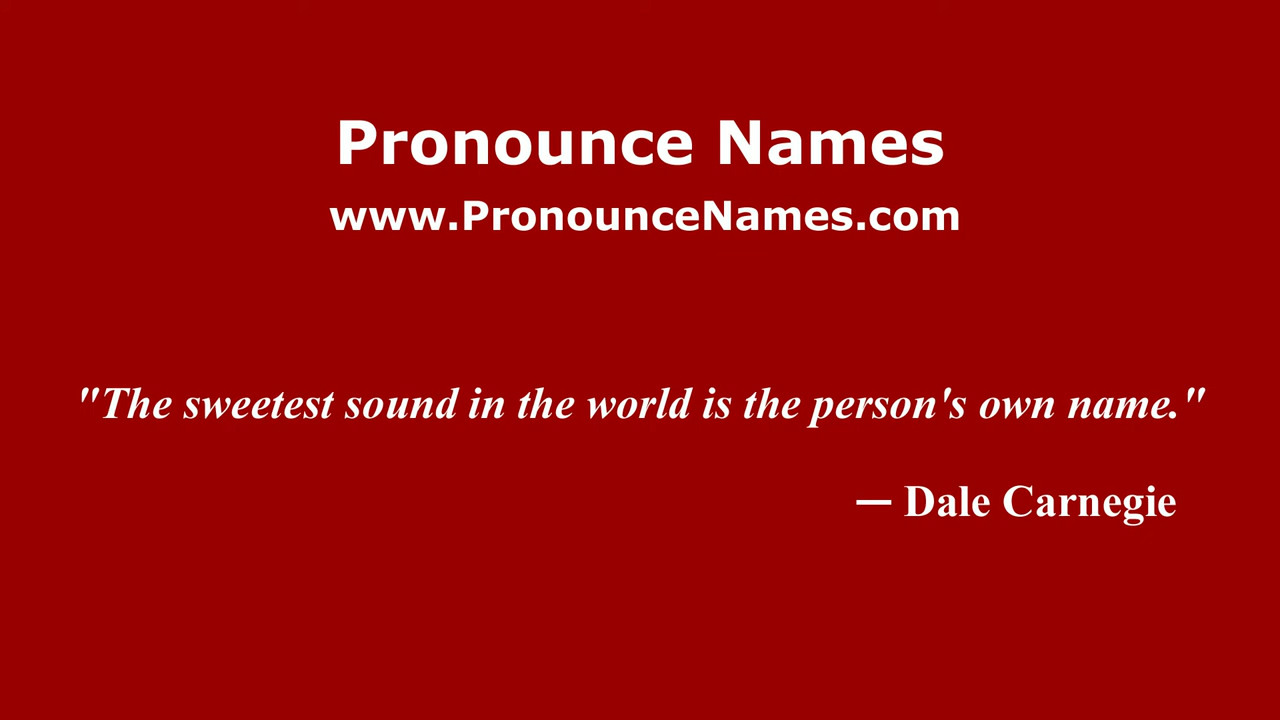 Pronounce Names
www.PronounceNames.com
"The sweetest sound in the world is the person's own name."
— Dale Carnegie